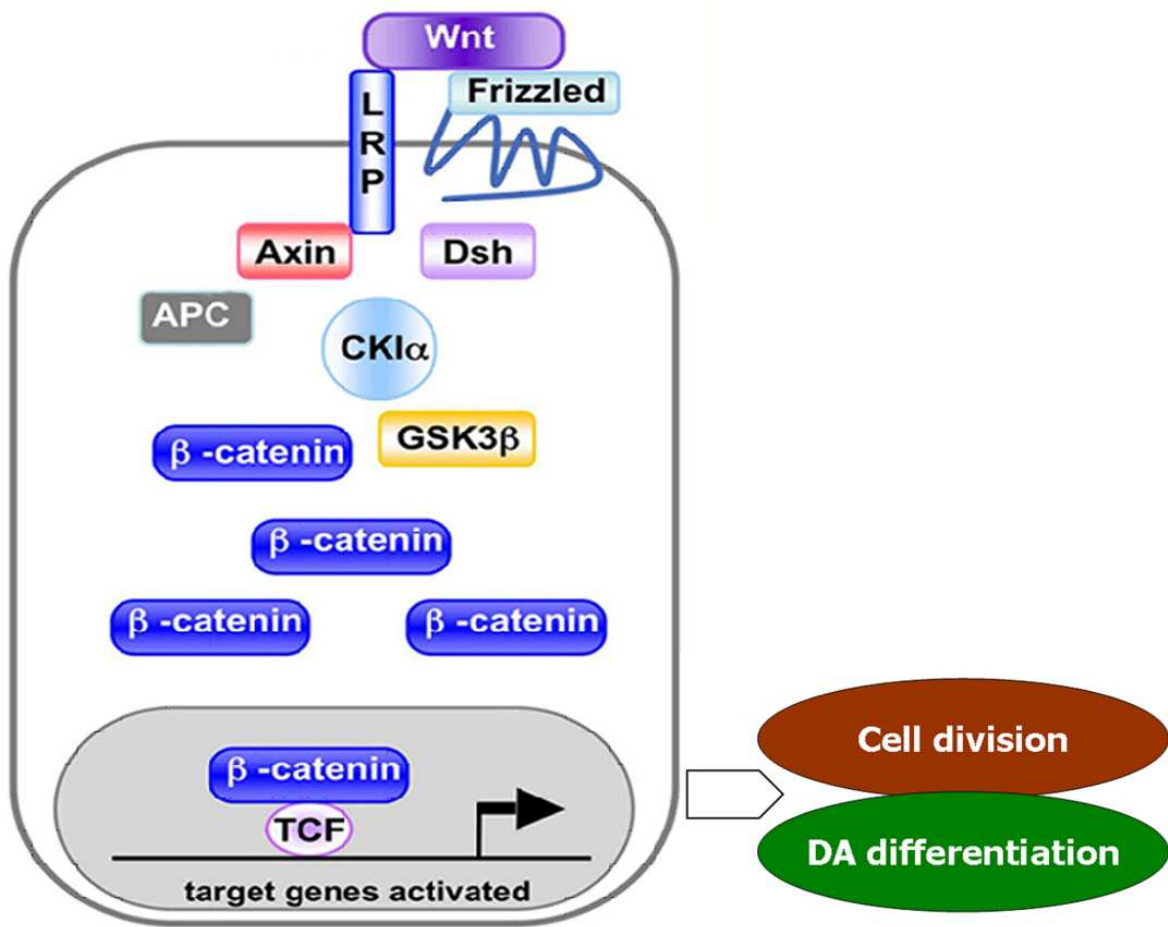 Wnt
Frizzled
L
R
P
Axin
Dsh
APC
CKIα
β -catenin
GSK3β
β -catenin
β -catenin
β -catenin
β -catenin
TCF
target genes activated
Cell division
DA differentiation